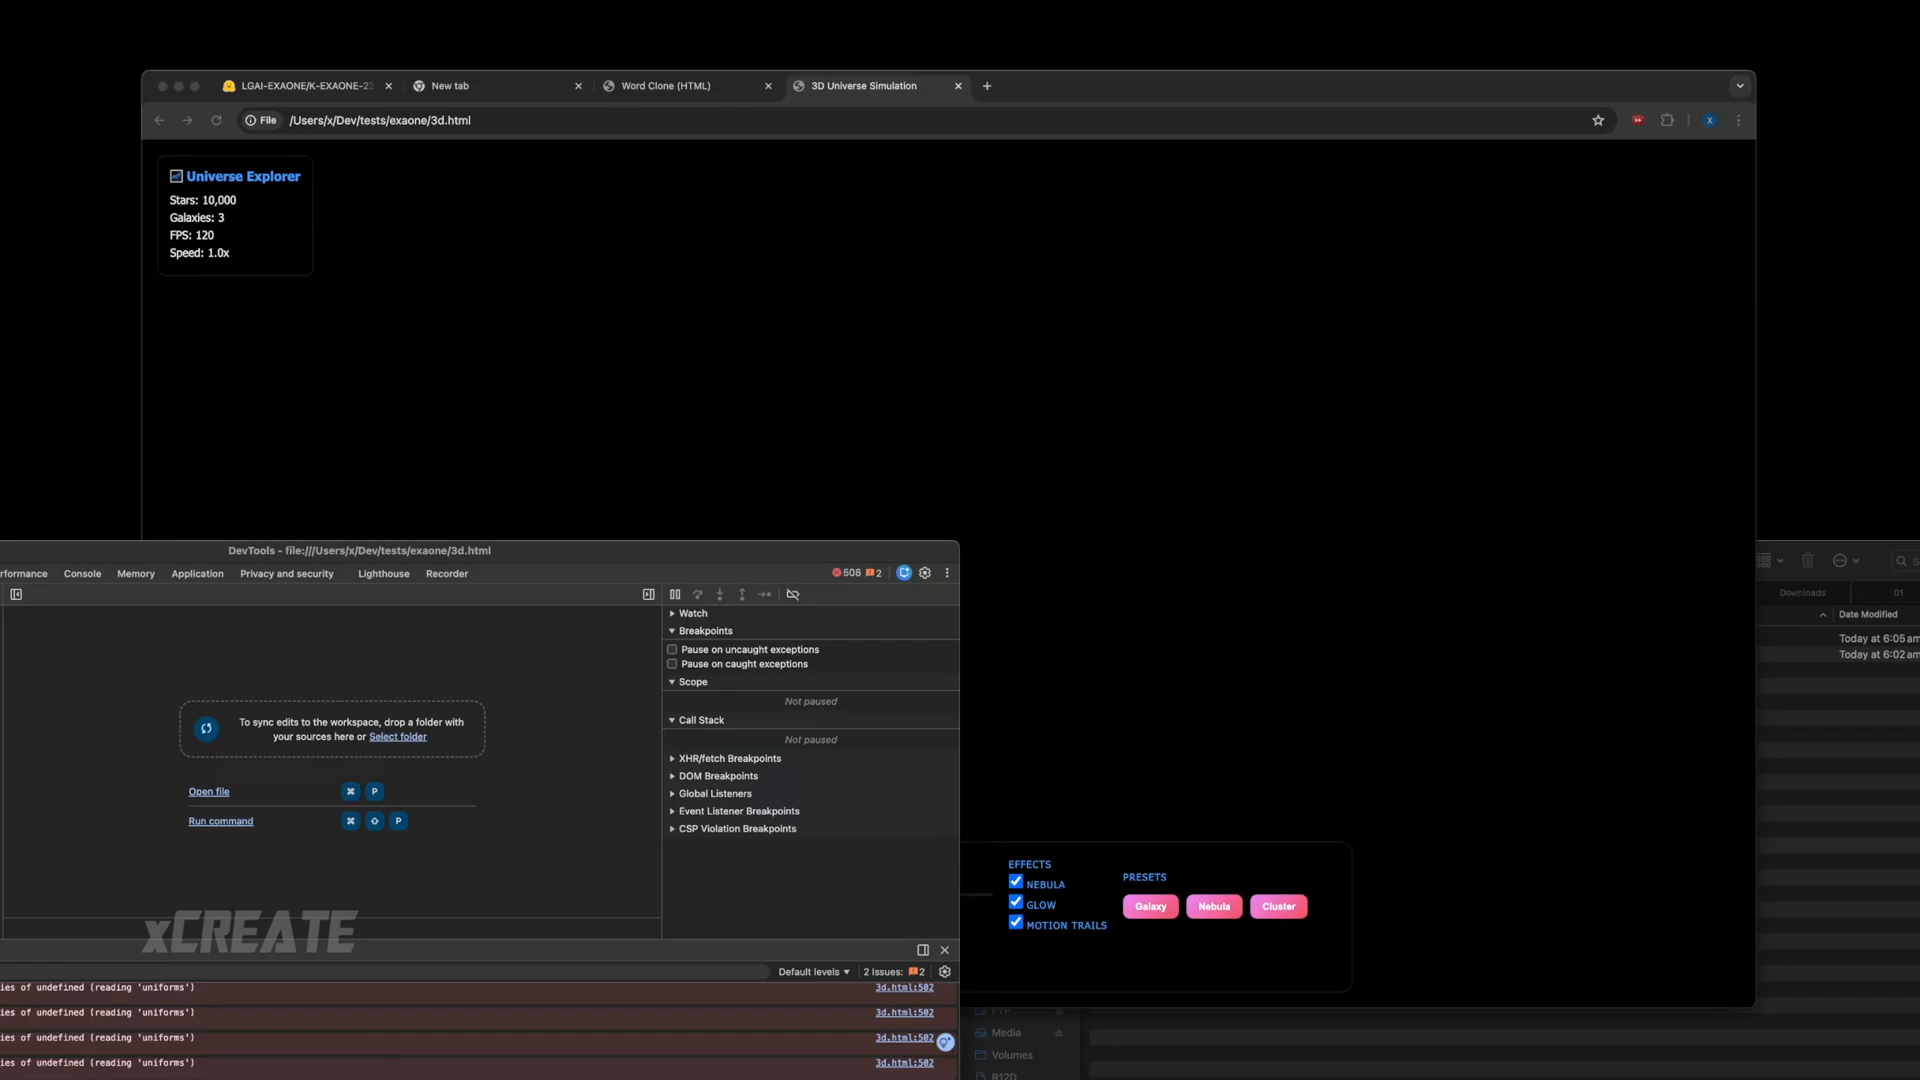 LGAI-EXAONE/K-EXAONE-23
New tab
Word Clone (HTML)
3D Universe Simulation
File
/Users/x/Dev/tests/exaone/3d.html
X
Universe Explorer
Stars: 10,000
Galaxies: 3
FPS: 120
Speed: 1.0x
DevTools - file:///Users/x/Dev/tests/exaone/3d.html
rformance
Console
Memory
Application
Privacy and security
Lighthouse
Recorder
506
2
Watch
Breakpoints
Pause on uncaught exceptions
Pause on caught exceptions
Scope
Not paused
Call Stack
Not paused
XHR/fetch Breakpoints
DOM Breakpoints
Global Listeners
Event Listener Breakpoints
CSP Violation Breakpoints
To sync edits to the workspace, drop a folder with
your sources here or Select folder
Open file
⌘ P
Run command
⌘ ⇧ P
xCREATE
Default levels
2 Issues:
2
ies of undefined (reading 'uniforms')
3d.html:502
ies of undefined (reading 'uniforms')
3d.html:502
ies of undefined (reading 'uniforms')
3d.html:502
ies of undefined (reading 'uniforms')
3d.html:502
EFFECTS
NEBULA
GLOW
MOTION TRAILS
PRESETS
Galaxy
Nebula
Cluster
Downloads
01
Date Modified
Today at 6:05 am
Today at 6:02 am
Media
Volumes